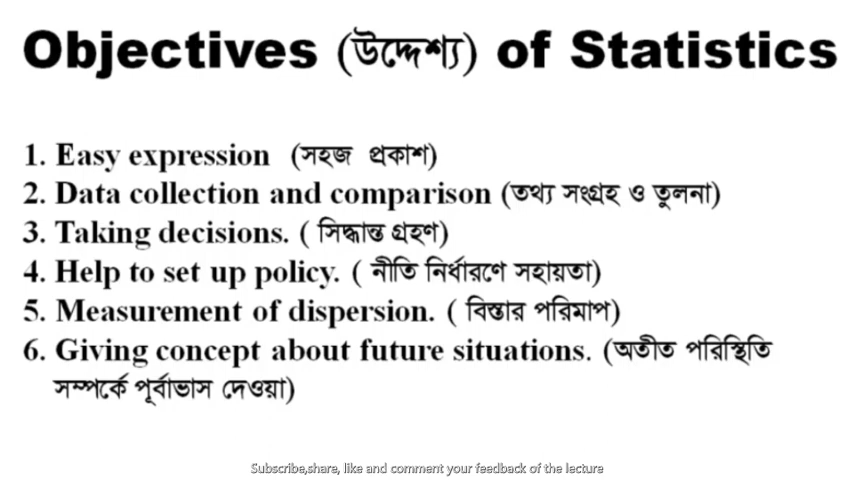 Objectives (উদ্দেশ্য) of Statistics
1. Easy expression (সহজ প্রকাশ)
2. Data collection and comparison (তথ্য সংগ্রহ ও তুলনা)
3. Taking decisions. ( সিদ্ধান্ত গ্রহণ)
4. Help to set up policy. ( নীতি নির্ধারণে সহায়তা)
5. Measurement of dispersion. ( বিস্তার পরিমাপ)
6. Giving concept about future situations. (অতীত পরিস্থিতি
সম্পর্কে পূর্বাভাস দেওয়া)
Subscribe,share, like and comment your feedback of the lecture